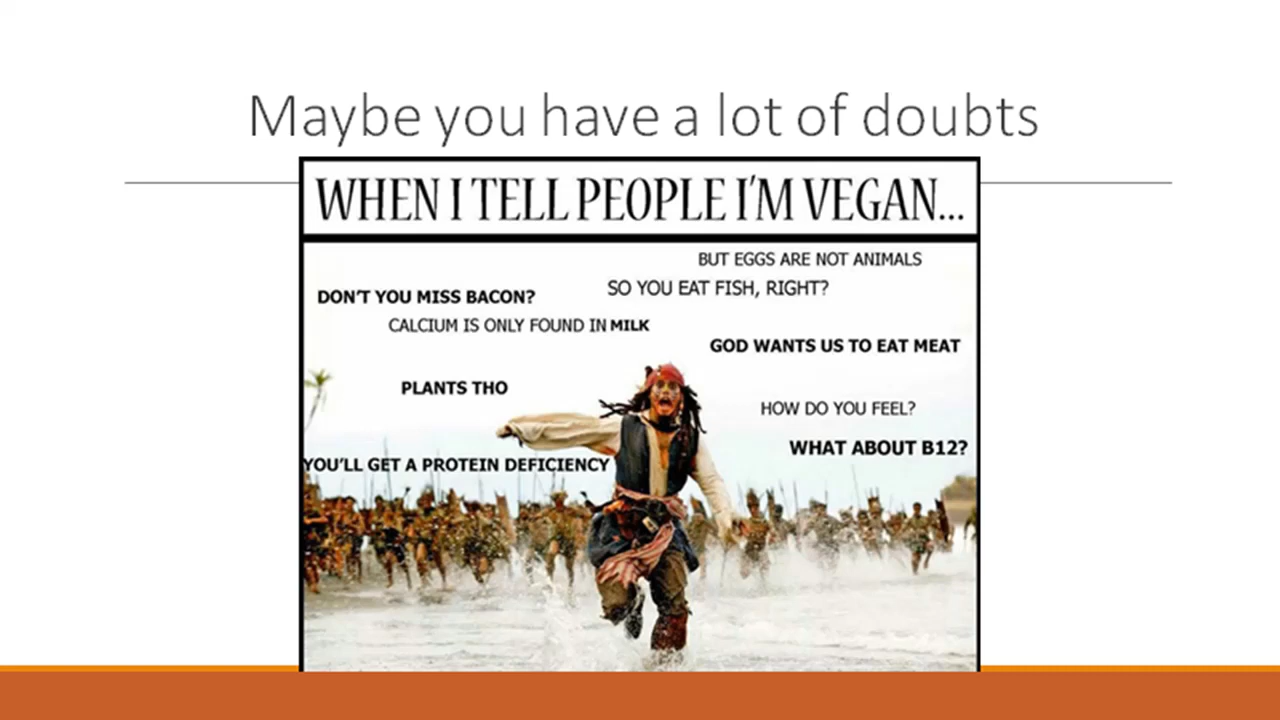 Maybe you have a lot of doubts
WHEN I TELL PEOPLE I'M VEGAN...
BUT EGGS ARE NOT ANIMALS
SO YOU EAT FISH, RIGHT?
DON'T YOU MISS BACON?
CALCIUM IS ONLY FOUND IN MILK
GOD WANTS US TO EAT MEAT
PLANTS THO
HOW DO YOU FEEL?
WHAT ABOUT B12?
YOU'LL GET A PROTEIN DEFICIENCY